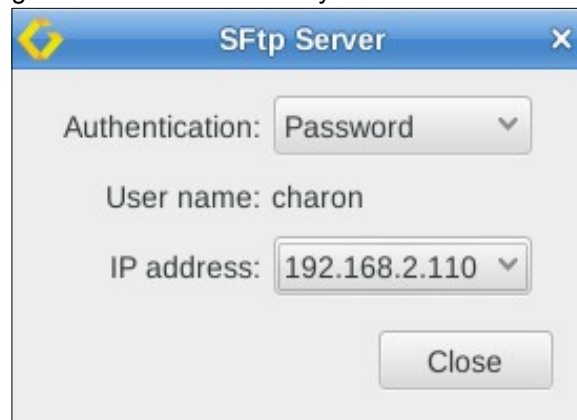 SFtp Server
Authentication: Password
User name: charon
IP address: 192.168.2.110
Close